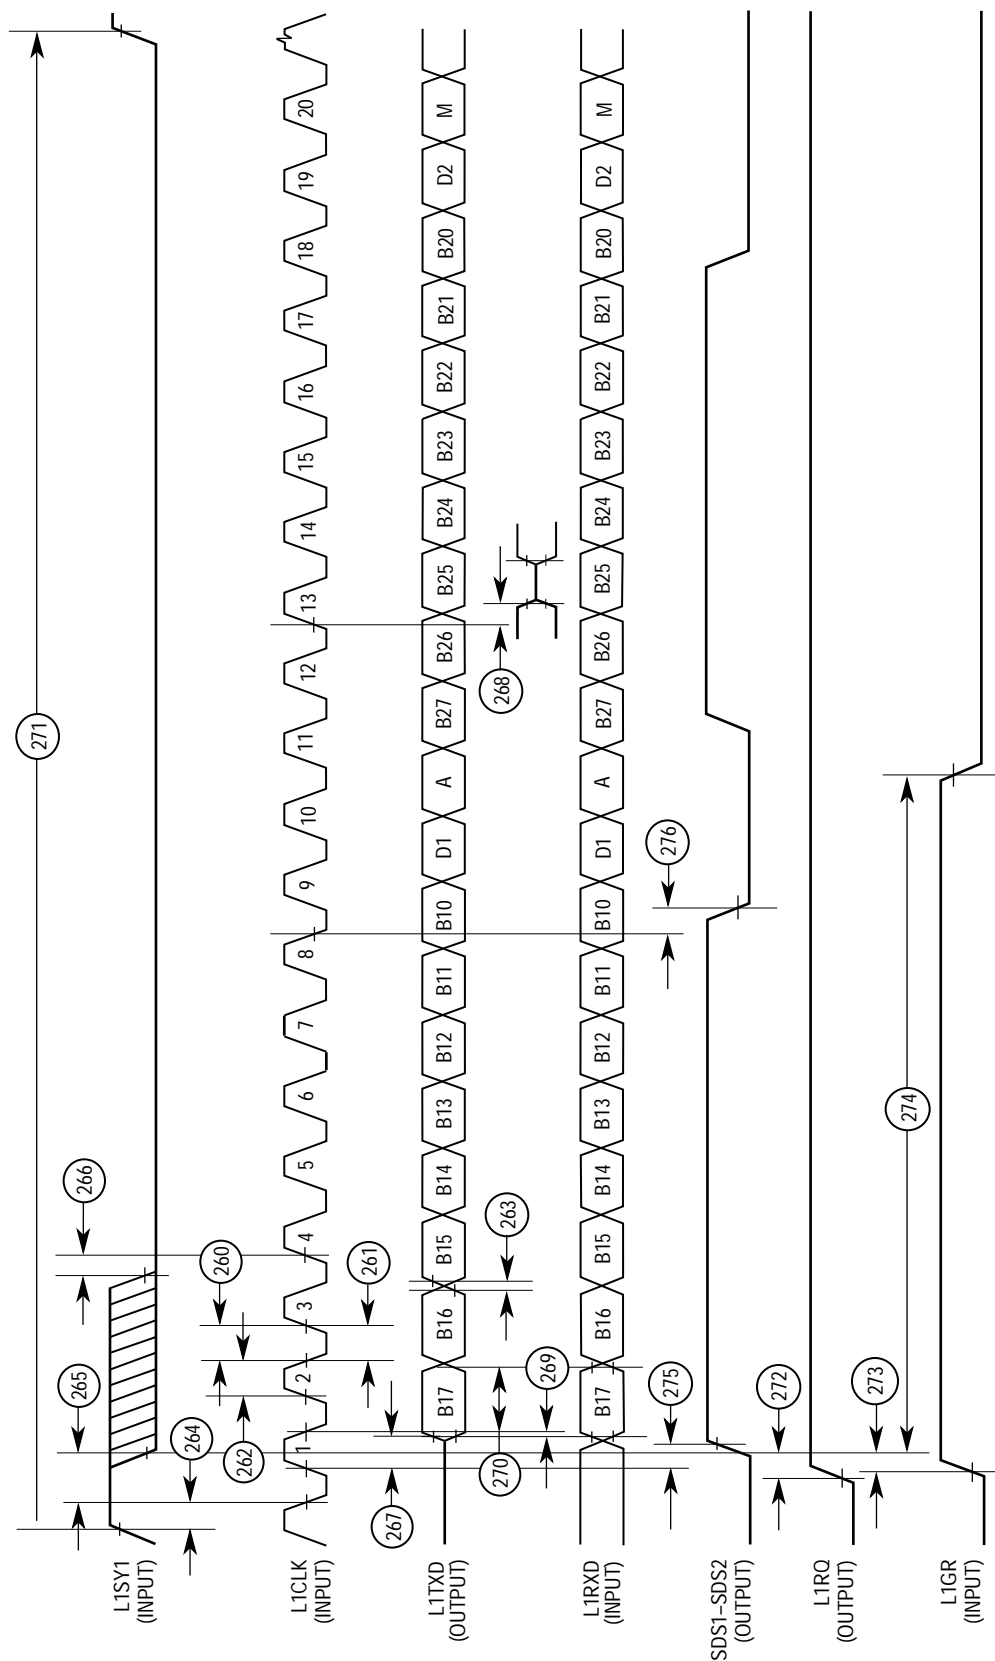 271
L1SY1
(INPUT)
264
265
266
L1CLK
(INPUT)
262
260
261
1
2
3
4
5
6
7
8
9
10
11
12
13
14
15
16
17
18
19
20
L1TXD
(OUTPUT)
267
B17
B16
B15
B14
B13
B12
B11
B10
D1
A
B27
B26
B25
B24
B23
B22
B21
B20
D2
M
270
269
263
268
L1RXD
(INPUT)
B17
B16
B15
B14
B13
B12
B11
B10
D1
A
B27
B26
B25
B24
B23
B22
B21
B20
D2
M
275
276
SDS1–SDS2
(OUTPUT)
272
L1RQ
(OUTPUT)
273
274
L1GR
(INPUT)